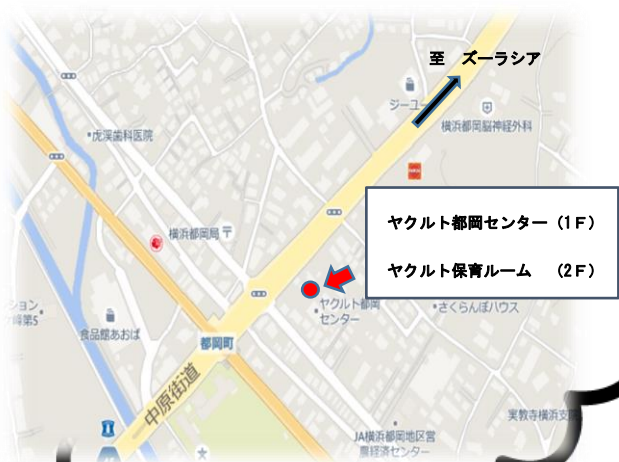 至 ズーラシア
ジーユー
横浜都岡脳神経外科
虎渓歯科医院
ヤクルト都岡センター（1Ｆ）
ヤクルト保育ルーム （2Ｆ）
横浜都岡局
ヤクルト都岡
センター
さくらんぼハウス
ション
峰第5
食品館あおば
都岡町
中原街道
実教寺横浜支院
JA横浜都岡地区営
農経済センター